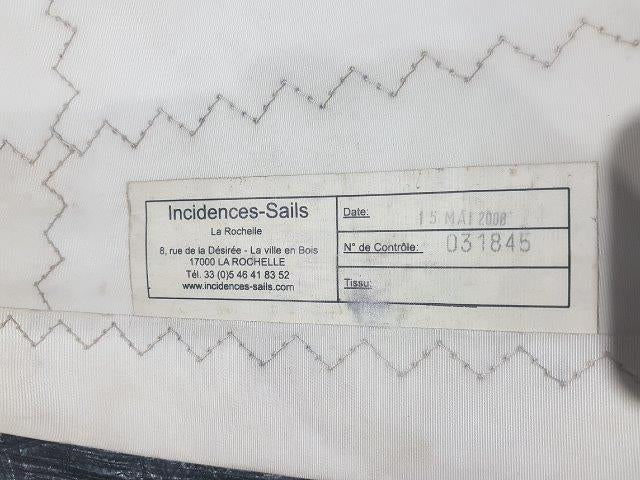 Incidences-Sails
La Rochelle
8, rue de la Désirée - La ville en Bois
17000 LA ROCHELLE
Tél. 33 (0)5 46 41 83 52
www.incidences-sails.com
Date: 15 MAI 2008
N° de Contrôle: 031845
Tissu: